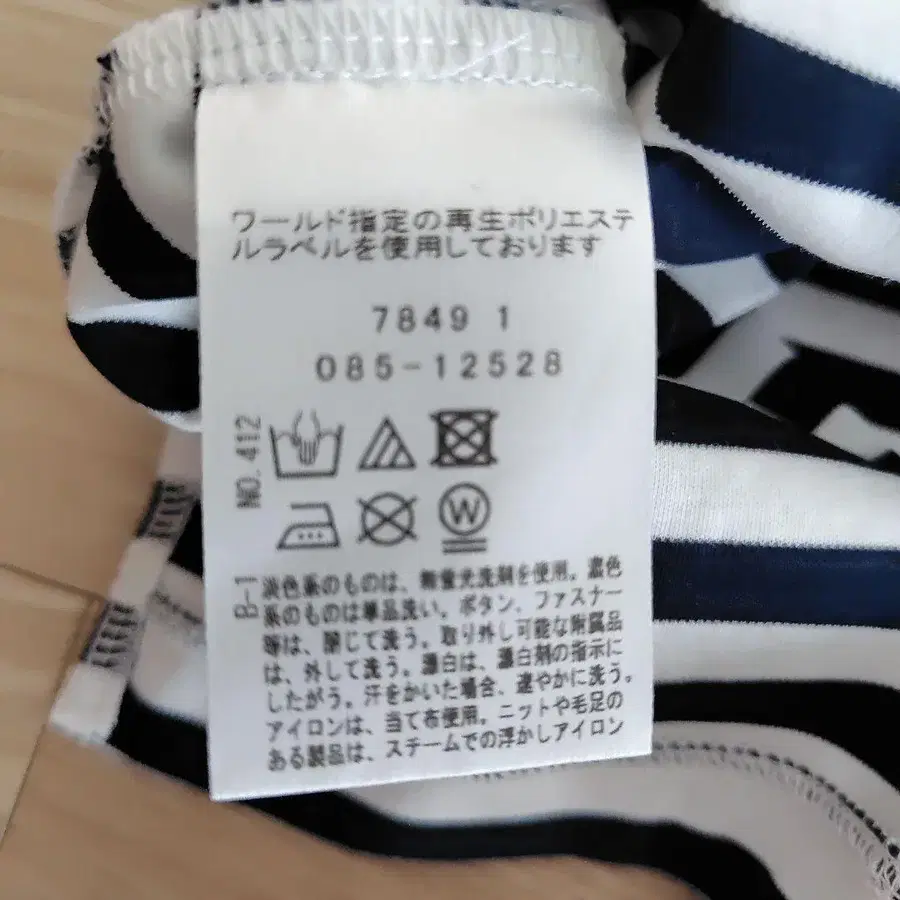 ワールド指定の再生ポリエステ
ルラベルを使用しております
7849 1
085-12528
NO. 412
W
B-1
淡色系のものは、無蛍光洗剤を使用。濃色
系のものは単品洗い。ボタン、ファスナー
等は、閉じて洗う。取り外し可能な附属品
は、外して洗う。漂白は、漂白剤の指示に
したがう。汗をかいた場合、速やかに洗う。
アイロンは、当て布使用。ニットや毛足の
ある製品は、スチームでの浮かしアイロン